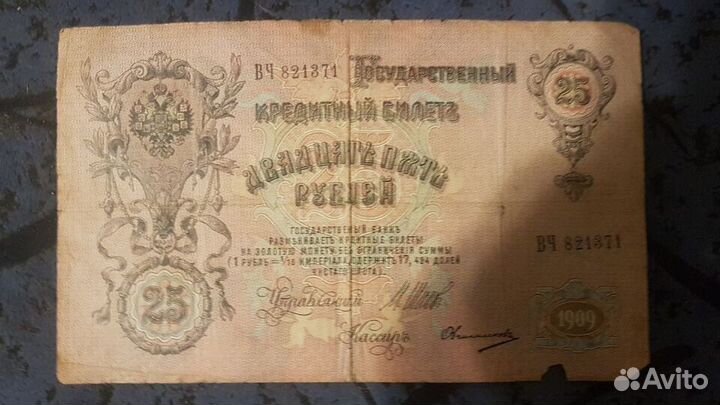 ВЧ 821371 Государственный
25
Кредитный Билетъ
Двадцать пять
рублей
Государственный Банкъ
размѣниваетъ кредитные билеты
на золотую монету безъ ограниченія суммы
(1 рубль = 1/15 имперіала, содержитъ 17,424 долей
чистаго золота).
ВЧ 821371
25
Управляющій
Кассиръ
1909
Avito